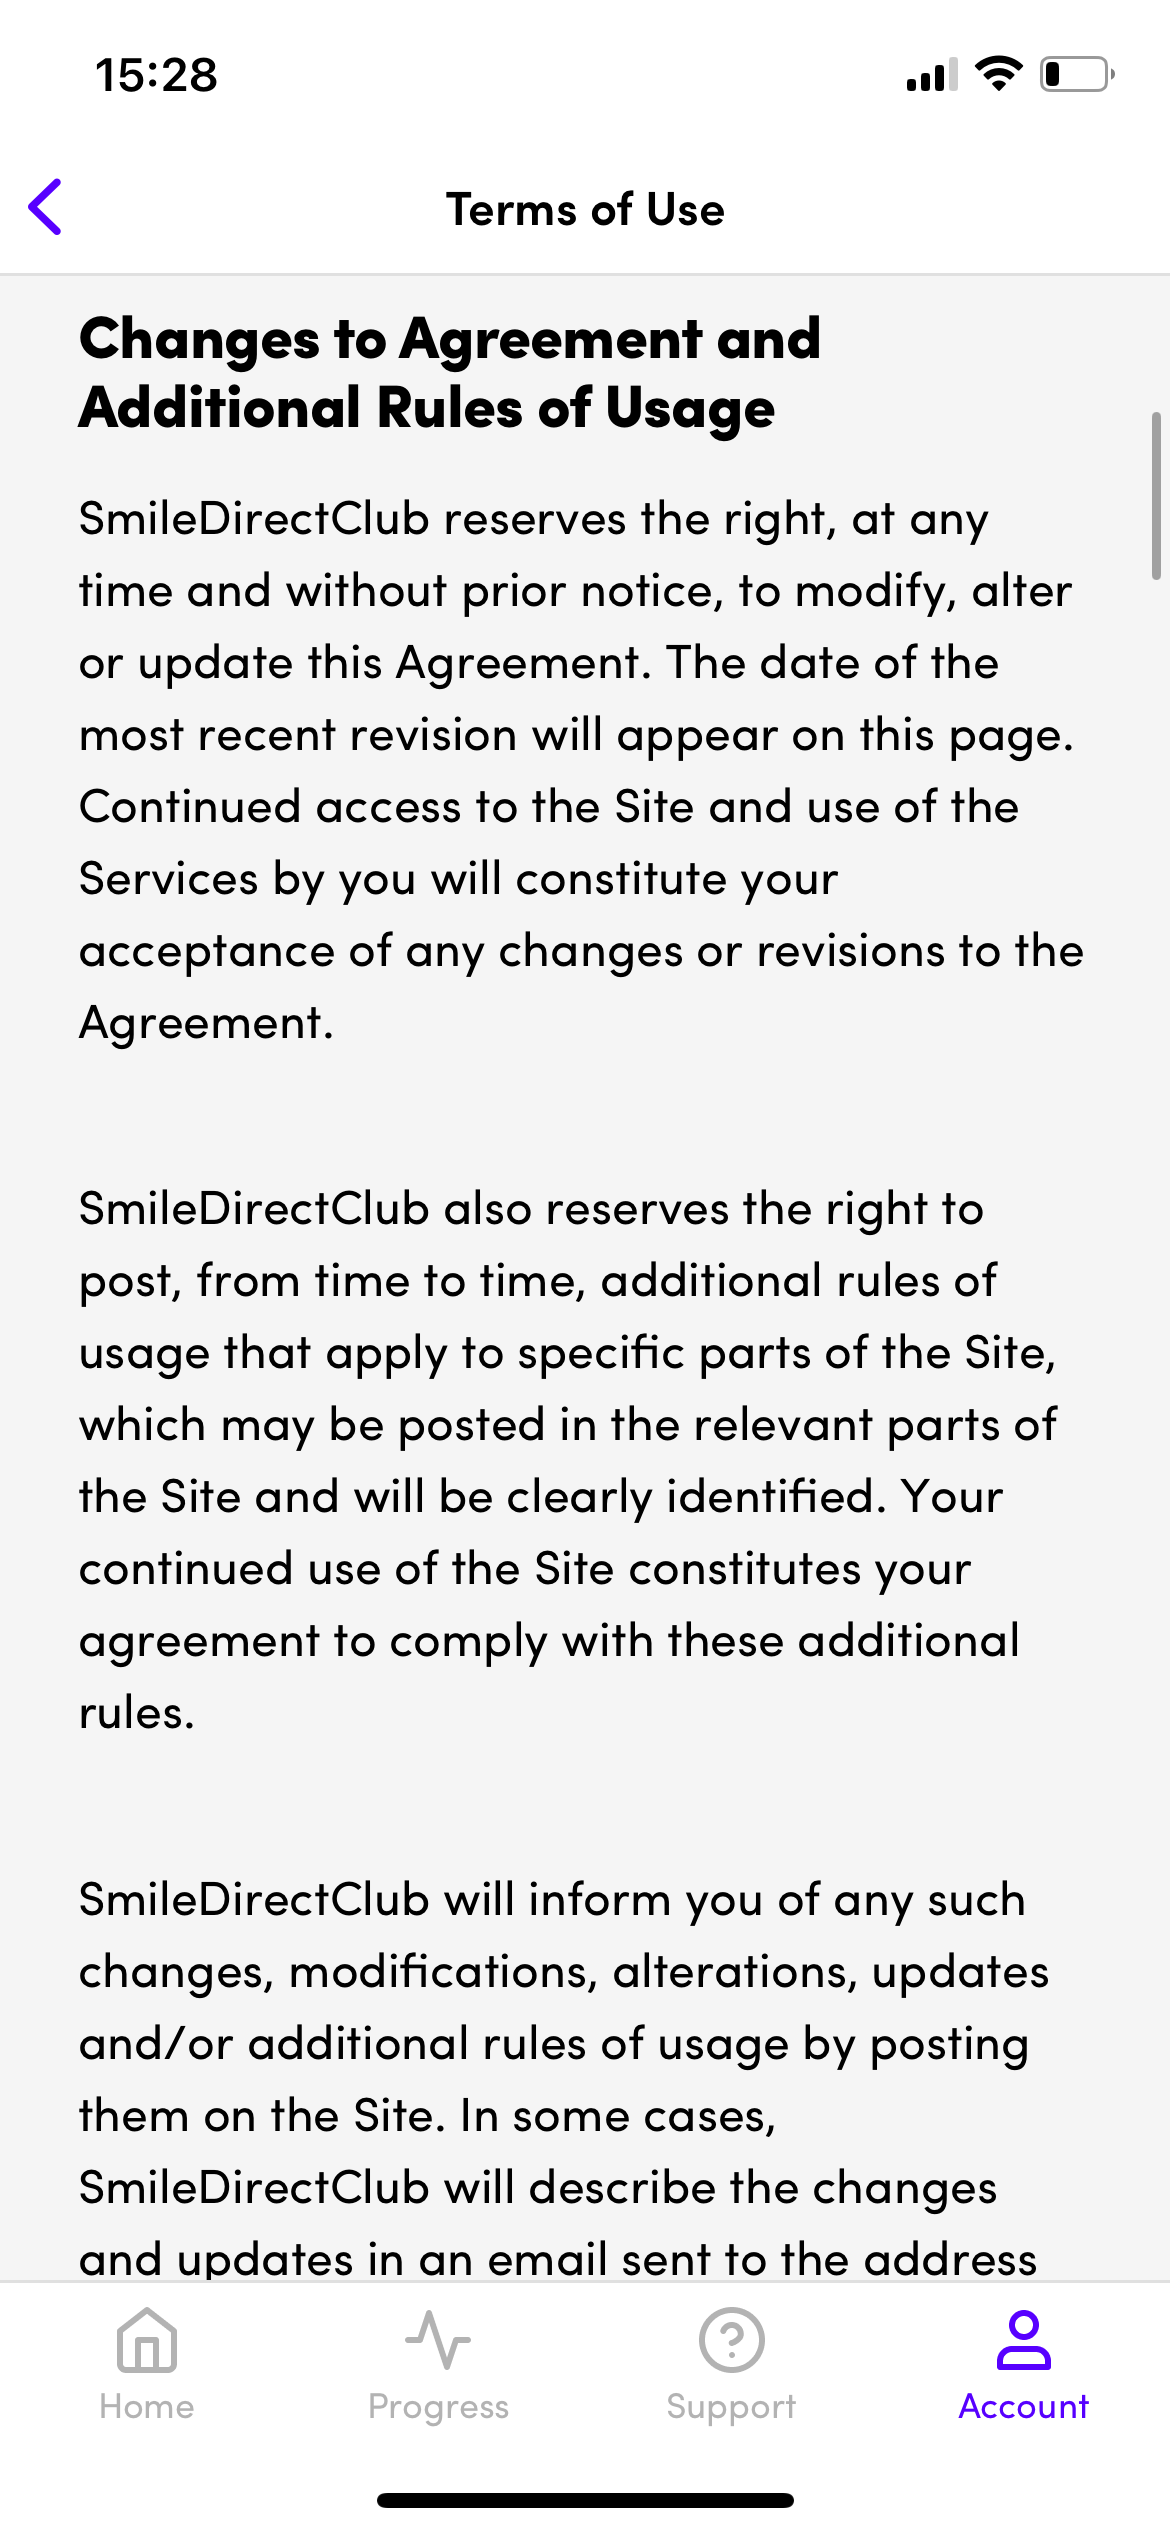 15:28
Terms of Use
Changes to Agreement and
Additional Rules of Usage
SmileDirectClub reserves the right, at any
time and without prior notice, to modify, alter
or update this Agreement. The date of the
most recent revision will appear on this page.
Continued access to the Site and use of the
Services by you will constitute your
acceptance of any changes or revisions to the
Agreement.
SmileDirectClub also reserves the right to
post, from time to time, additional rules of
usage that apply to specific parts of the Site,
which may be posted in the relevant parts of
the Site and will be clearly identified. Your
continued use of the Site constitutes your
agreement to comply with these additional
rules.
SmileDirectClub will inform you of any such
changes, modifications, alterations, updates
and/or additional rules of usage by posting
them on the Site. In some cases,
SmileDirectClub will describe the changes
and updates in an email sent to the address
Home
Progress
Support
Account